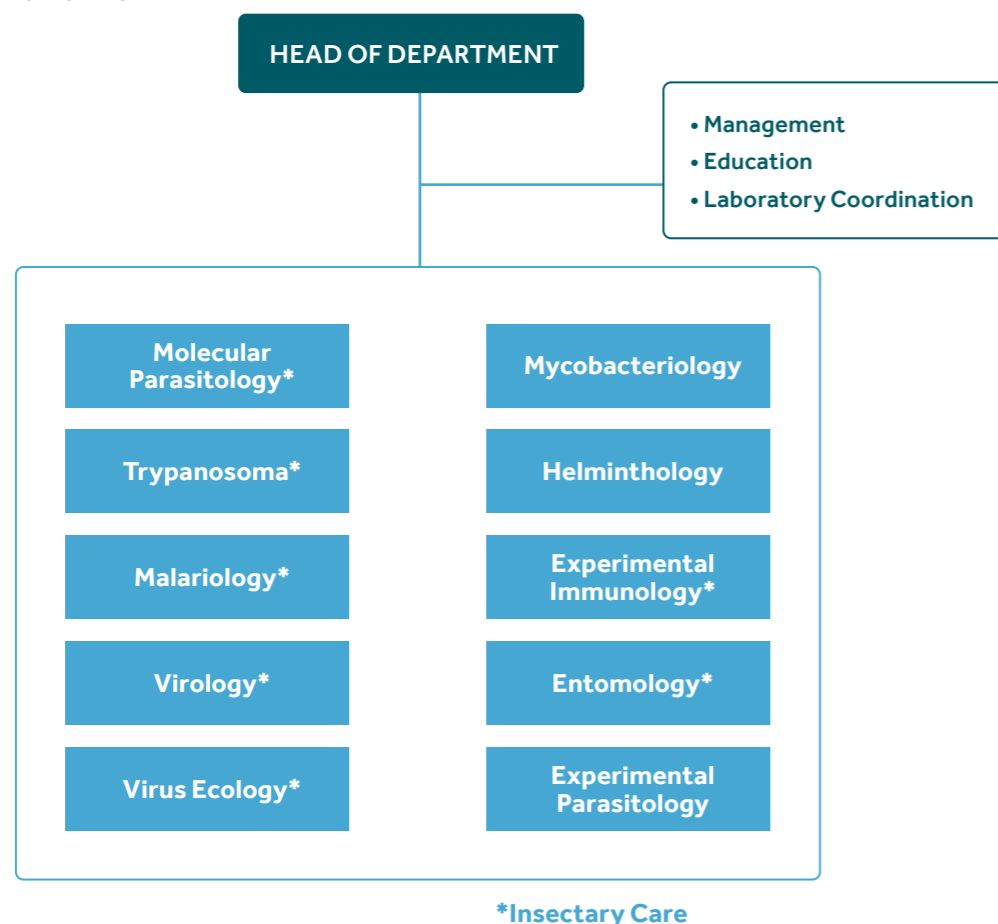 HEAD OF DEPARTMENT
• Management
• Education
• Laboratory Coordination
Molecular
Parasitology*
Mycobacteriology
Trypanosoma*
Helminthology
Malariology*
Experimental
Immunology*
Virology*
Entomology*
Virus Ecology*
Experimental
Parasitology
*Insectary Care